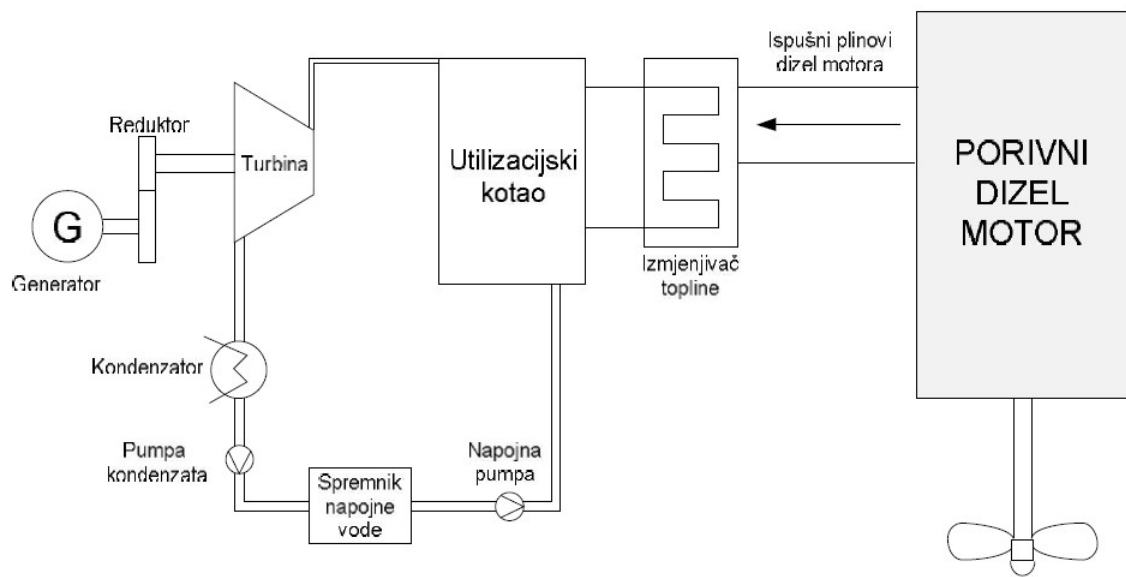 Ispušni plinovi
dizel motora
Reduktor
Turbina
Utilizacijski
kotao
PORIVNI
DIZEL
MOTOR
G
Generator
Izmjenjivač
topline
Kondenzator
Pumpa
kondenzata
Napojna
pumpa
Spremnik
napojne
vode